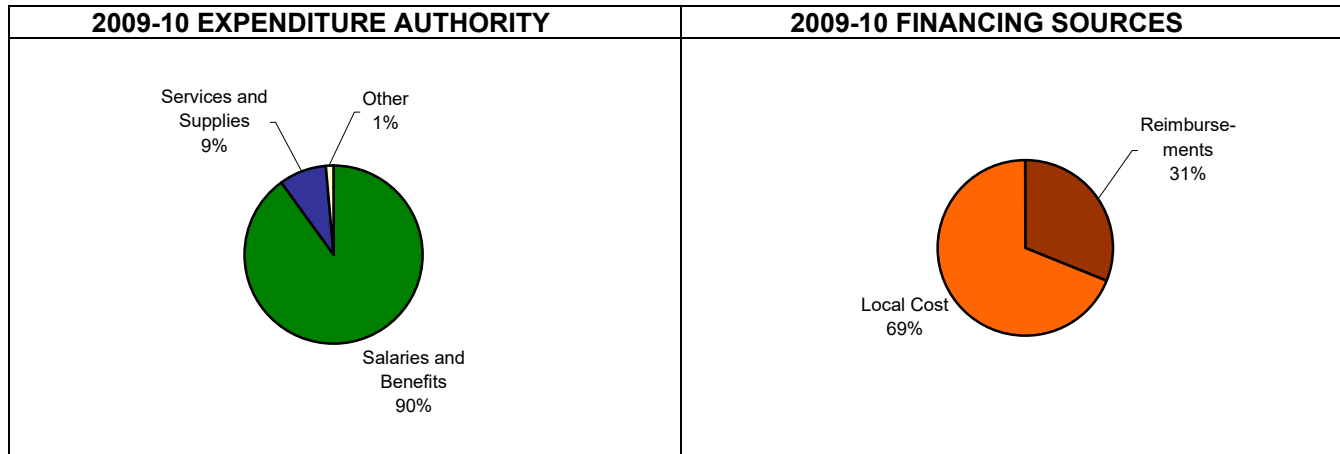 2009-10 EXPENDITURE AUTHORITY
Services and
Supplies
9%
Other
1%
Salaries and
Benefits
90%
2009-10 FINANCING SOURCES
Reimburse-
ments
31%
Local Cost
69%